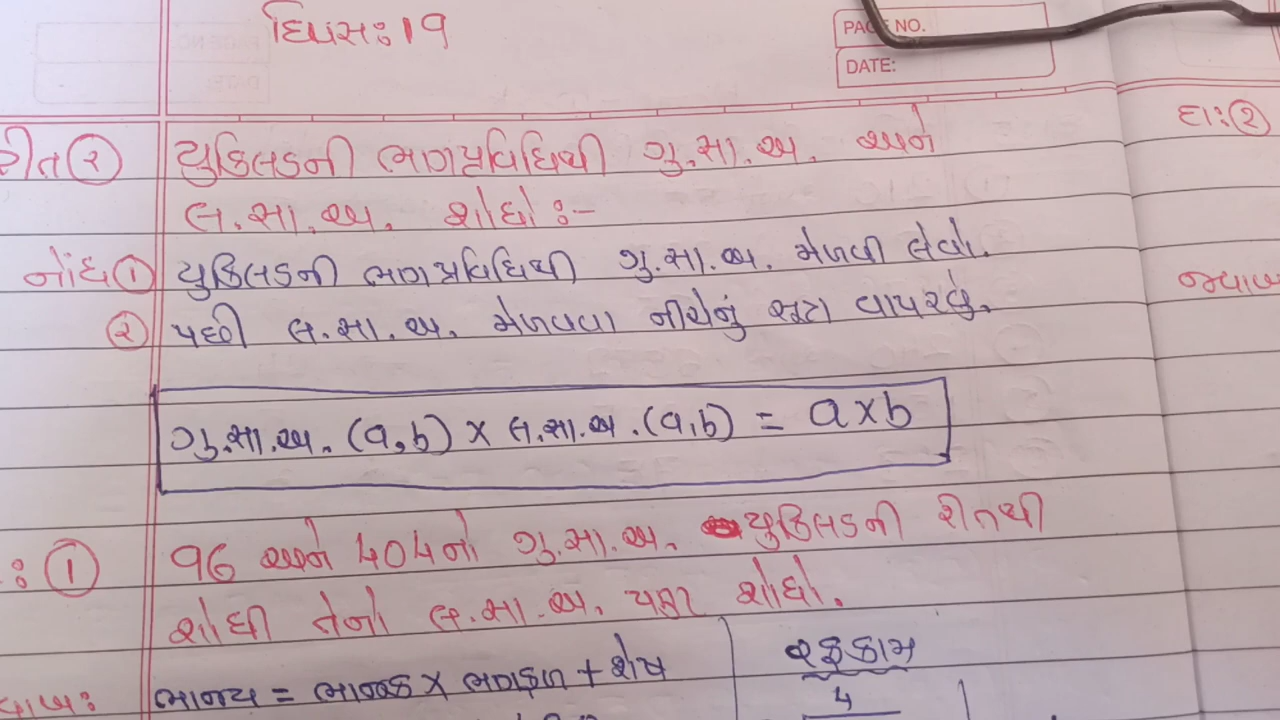 દિવસ: 19
PAGE NO.
DATE:
રીત ② યુક્લિડની ભાગપ્રવિધિથી ગુ.સા.અ. અને
લ.સા.અ. શોધો :-
નોંધ ① યુક્લિડની ભાગપ્રવિધિથી ગુ.સા.અ. મેળવી લેવો.
② પછી લ.સા.અ. મેળવવા નીચેનું સૂત્ર વાપરવું.
ગુ.સા.અ. (a,b) × લ.સા.અ. (a,b) = a×b
: ① 96 અને 404નો ગુ.સા.અ. યુક્લિડની રીતથી
શોધી તેનો લ.સા.અ. પણ શોધો.
ભાજ્ય = ભાજક × ભાગફળ + શેષ
રફકામ
4
દા: ②